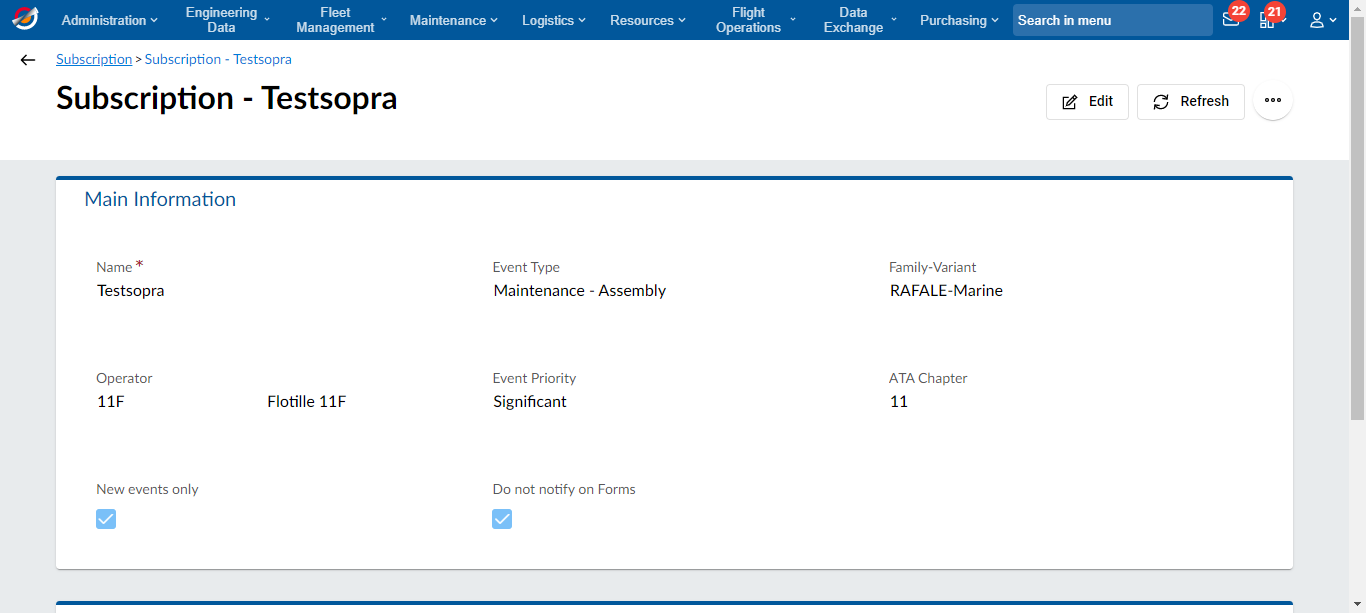 Administration
Engineering Data
Fleet Management
Maintenance
Logistics
Resources
Flight Operations
Data Exchange
Purchasing
Search in menu
22
21
Subscription > Subscription - Testsopra
Subscription - Testsopra
Edit
Refresh
Main Information
Name *
Event Type
Family-Variant
Testsopra
Maintenance - Assembly
RAFALE-Marine
Operator
Event Priority
ATA Chapter
11F
Flotille 11F
Significant
11
New events only
Do not notify on Forms